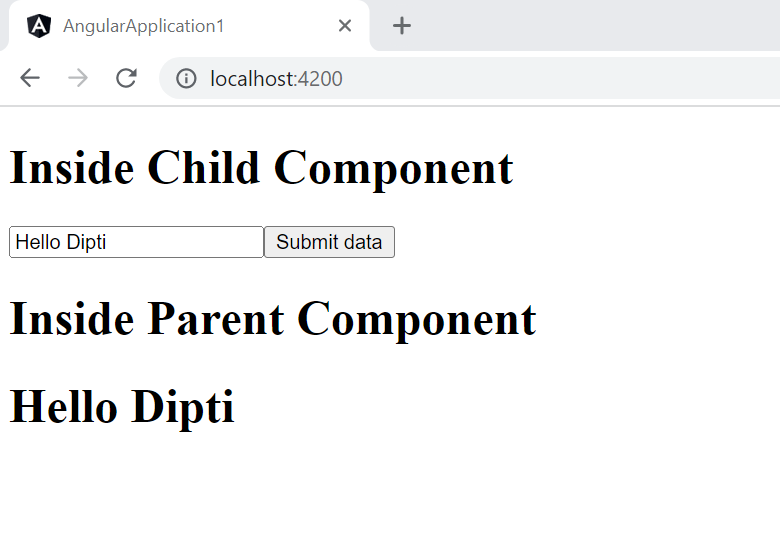 AngularApplication1
localhost:4200
Inside Child Component
Hello Dipti Submit data
Inside Parent Component
Hello Dipti